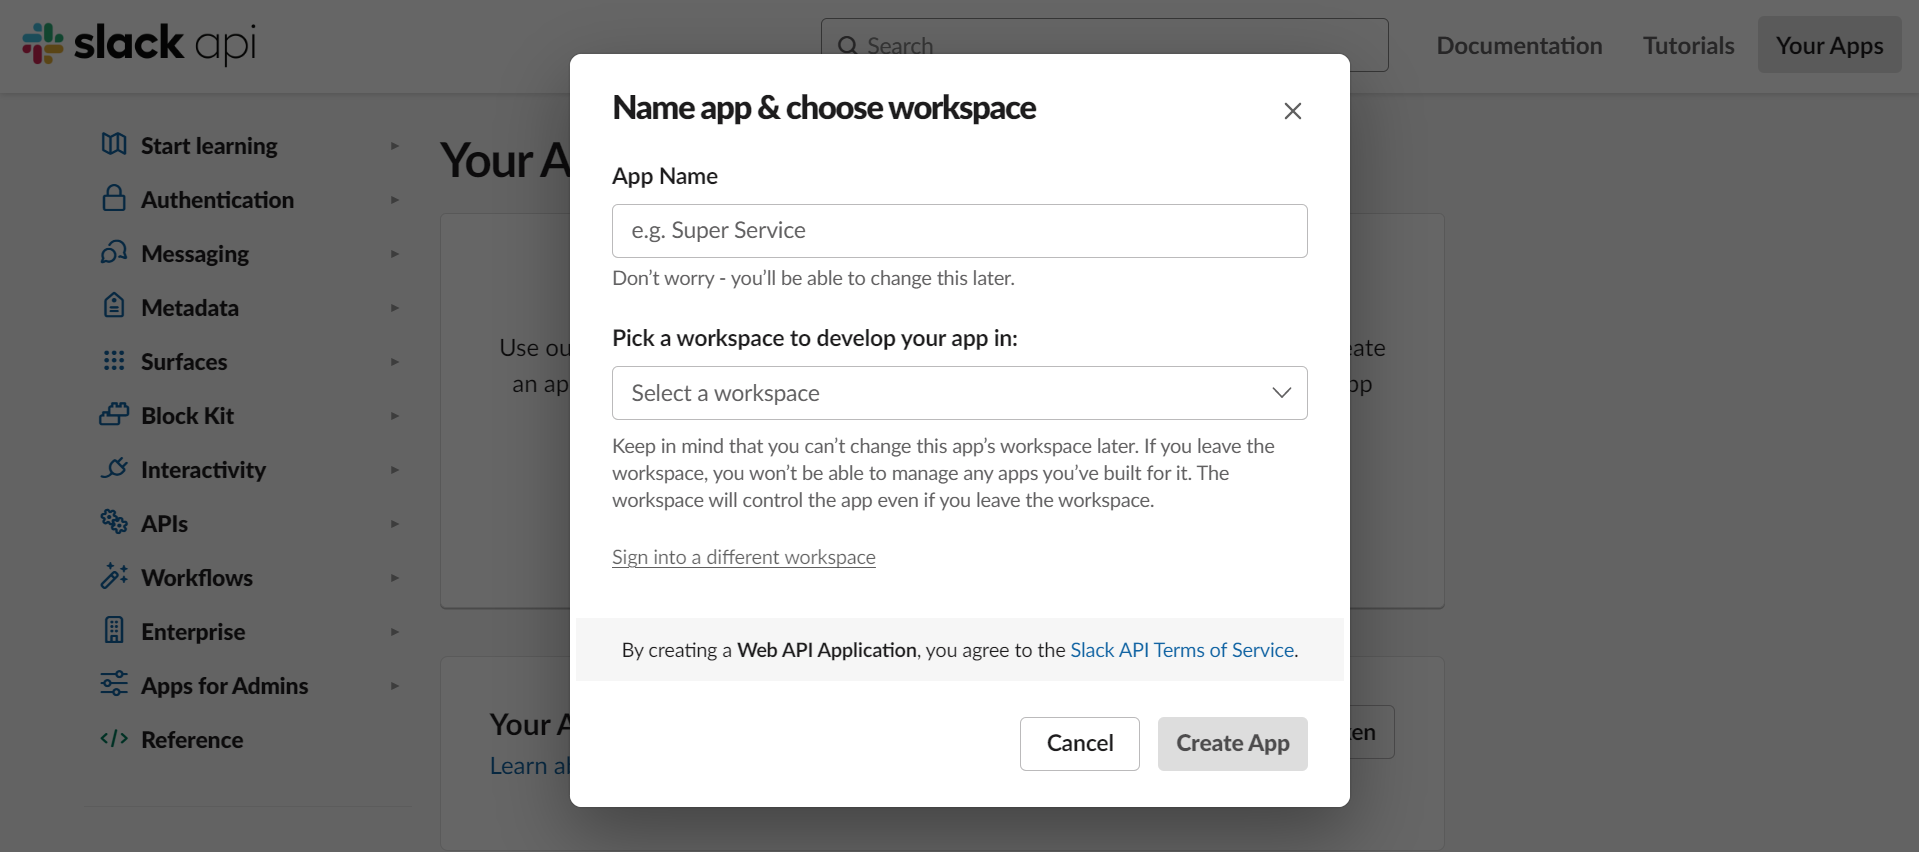 slack api
Search
Documentation
Tutorials
Your Apps
Start learning
Authentication
Messaging
Metadata
Surfaces
Block Kit
Interactivity
APIs
Workflows
Enterprise
Apps for Admins
Reference
Your A
Use ou
an ap
ate
pp
Your A
Learn al
en
Name app & choose workspace
App Name
e.g. Super Service
Don’t worry - you’ll be able to change this later.
Pick a workspace to develop your app in:
Select a workspace
Keep in mind that you can’t change this app’s workspace later. If you leave the
workspace, you won’t be able to manage any apps you’ve built for it. The
workspace will control the app even if you leave the workspace.
Sign into a different workspace
By creating a Web API Application, you agree to the Slack API Terms of Service.
Cancel
Create App